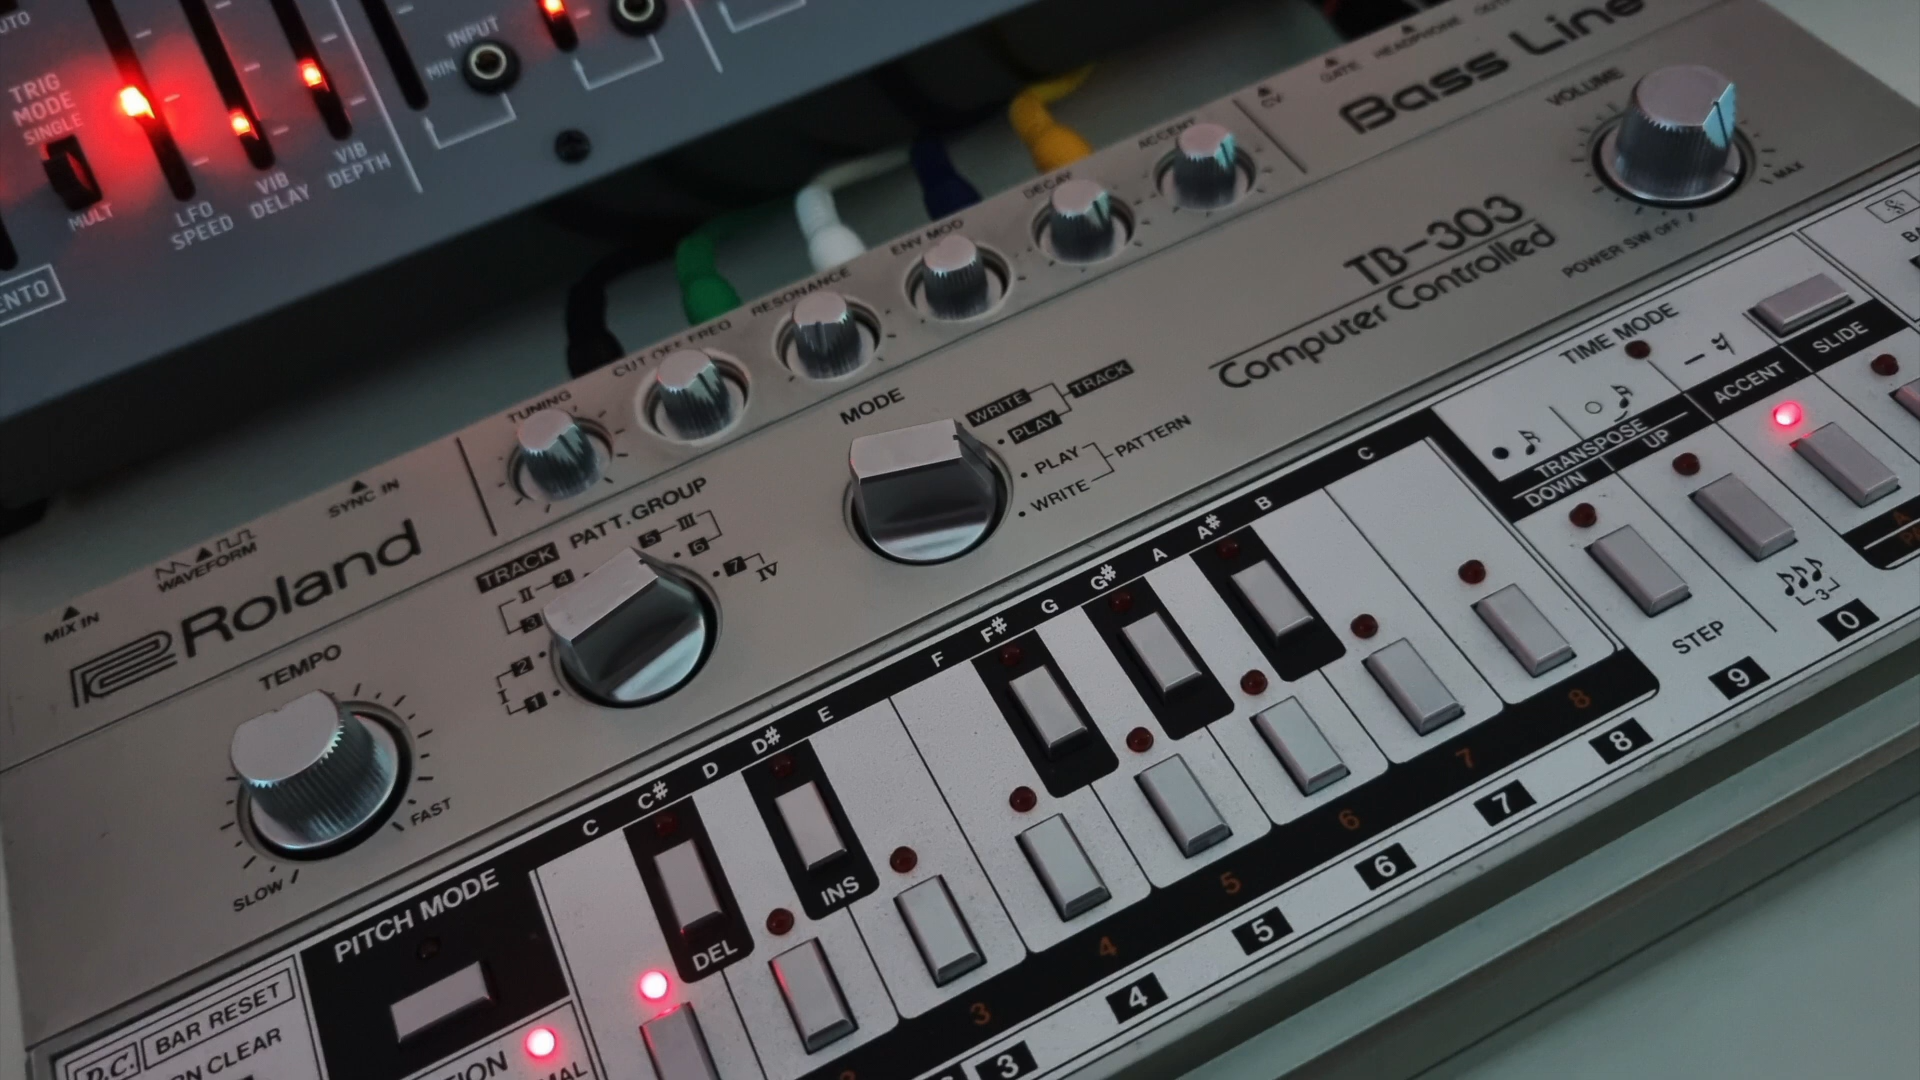 TRIG
MODE
SINGLE
MULT
LFO
SPEED
VIB
DELAY
VIB
DEPTH
INPUT
MIN
MIX IN
WAVEFORM
SYNC IN
TUNING
CUT OFF FREQ
RESONANCE
ENV MOD
DECAY
ACCENT
CV
GATE
HEADPHONE
Bass Line
Roland
TB-303
Computer Controlled
VOLUME
MAX
POWER SW OFF
TEMPO
SLOW
FAST
TRACK PATT.GROUP
I 1 2
II 3 4
III 5 6
IV 7
MODE
WRITE
PLAY
TRACK
PLAY
WRITE
PATTERN
TIME MODE
TRANSPOSE
DOWN UP
ACCENT
SLIDE
STEP
3
PITCH MODE
C C# D D# E F F# G G# A A# B C
DEL
INS
D.C. BAR RESET
CLEAR
3 4 5 6 7 8
3 4 5 6 7 8 9 0